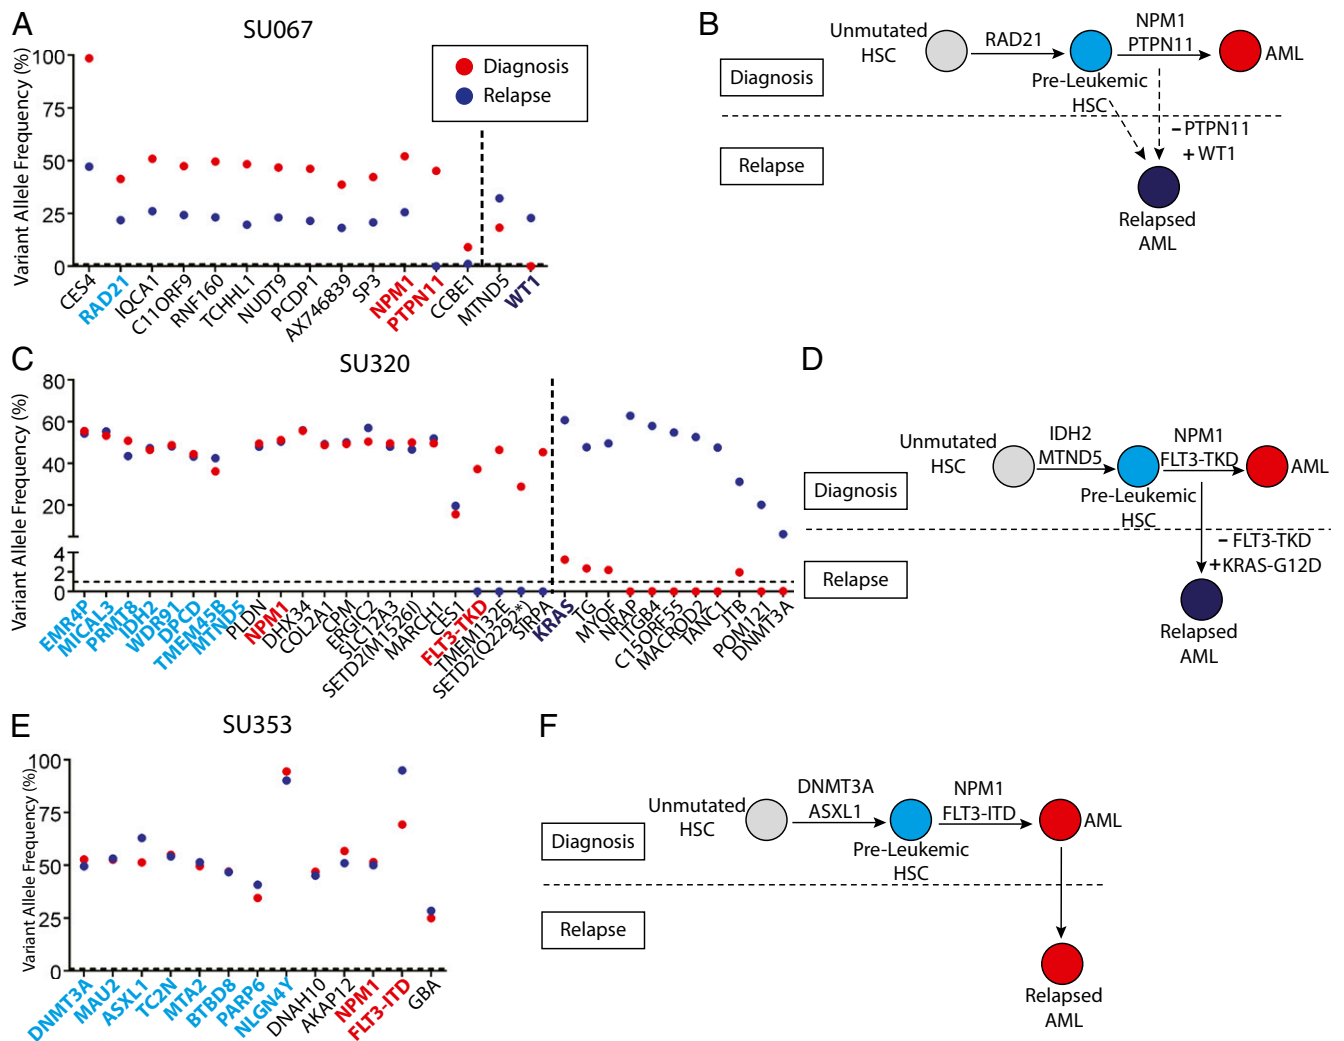 A
SU067
Variant Allele Frequency (%)
100
75
50
25
0
Diagnosis
Relapse
CES4
RAD21
IQCA1
C11ORF9
RNF160
TCHHL1
NUDT9
PCDP1
AX746839
SP3
NPM1
PTPN11
CCBE1
MTND5
WT1
B
Unmutated
HSC
RAD21
NPM1
PTPN11
AML
Diagnosis
Pre-Leukemic
HSC
Relapse
-PTPN11
+WT1
Relapsed
AML
C
SU320
Variant Allele Frequency (%)
80
60
40
20
4
2
0
EMR4P
MICAL3
PRMT8
IDH2
WDR91
DPCD
TMEM45B
MTND5
PLDN
NPM1
DHX34
COL2A1
CPM
ERGIC2
SLC12A3
SETD2(M1526I)
MARCH1
CES1
FLT3-TKD
TMEM132E
SETD2(Q2292*)
SIRPA
KRAS
TG
MYOF
NRAP
ITGB4
C15ORF55
MACROD2
TANC1
TTB
POM121
DNMT3A
D
Unmutated
HSC
IDH2
MTND5
NPM1
FLT3-TKD
AML
Diagnosis
Pre-Leukemic
HSC
Relapse
-FLT3-TKD
+KRAS-G12D
Relapsed
AML
E
SU353
Variant Allele Frequency (%)
100
75
50
25
0
DNMT3A
MAU2
ASXL1
TC2N
MTA2
BTBD8
PARP6
NLGN4Y
DNAH10
AKAP12
NPM1
FLT3-ITD
GBA
F
Unmutated
HSC
DNMT3A
ASXL1
NPM1
FLT3-ITD
AML
Diagnosis
Pre-Leukemic
HSC
Relapse
Relapsed
AML